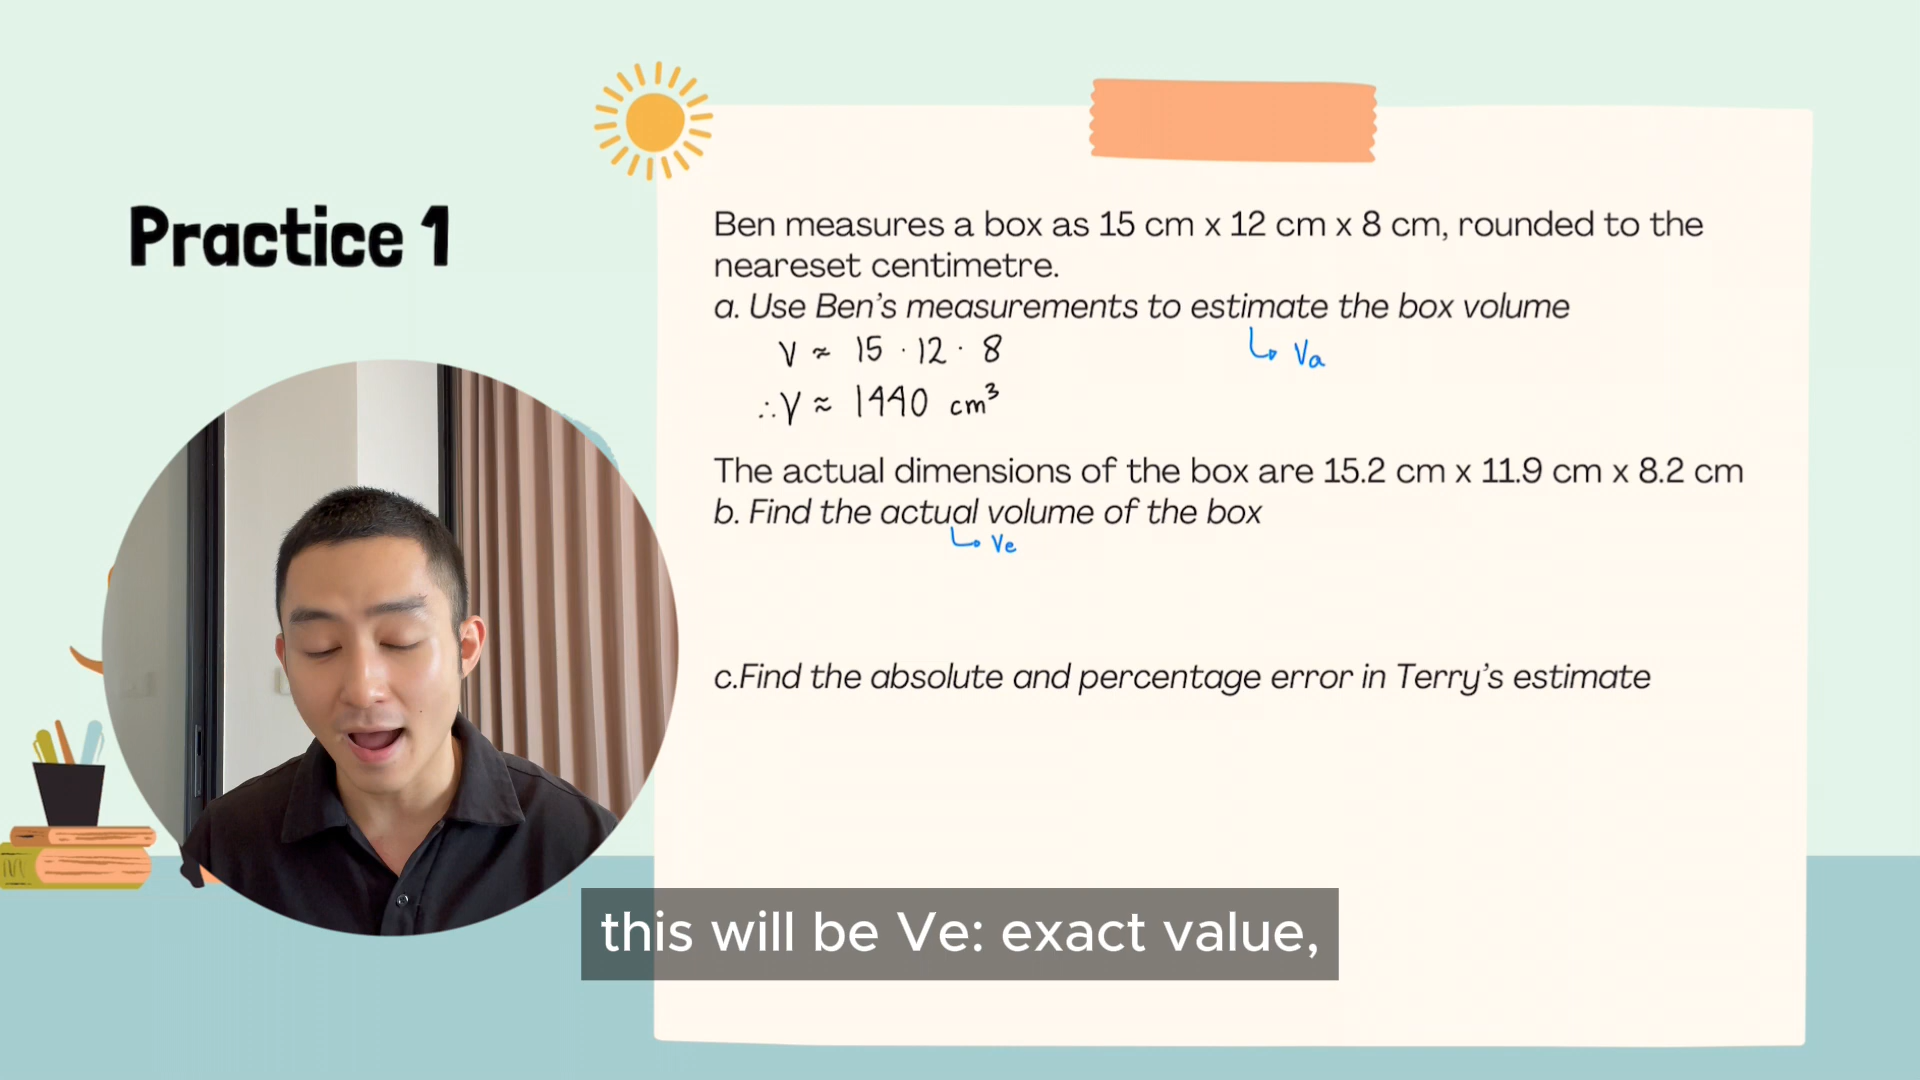 Practice 1
Ben measures a box as 15 cm x 12 cm x 8 cm, rounded to the
neareset centimetre.
a. Use Ben's measurements to estimate the box volume
V ≈ 15 · 12 · 8
Va
∴ V ≈ 1440 cm³
The actual dimensions of the box are 15.2 cm x 11.9 cm x 8.2 cm
b. Find the actual volume of the box
Ve
c.Find the absolute and percentage error in Terry's estimate
this will be Ve: exact value,